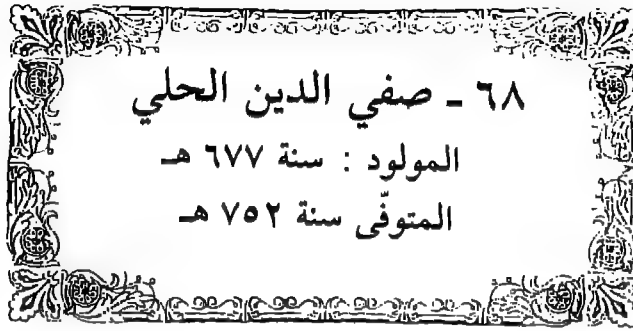 ٦٨ ـ صفي الدين الحلي
المولود : سنة ٦٧٧ هـ
المتوفّى سنة ٧٥٢ هـ